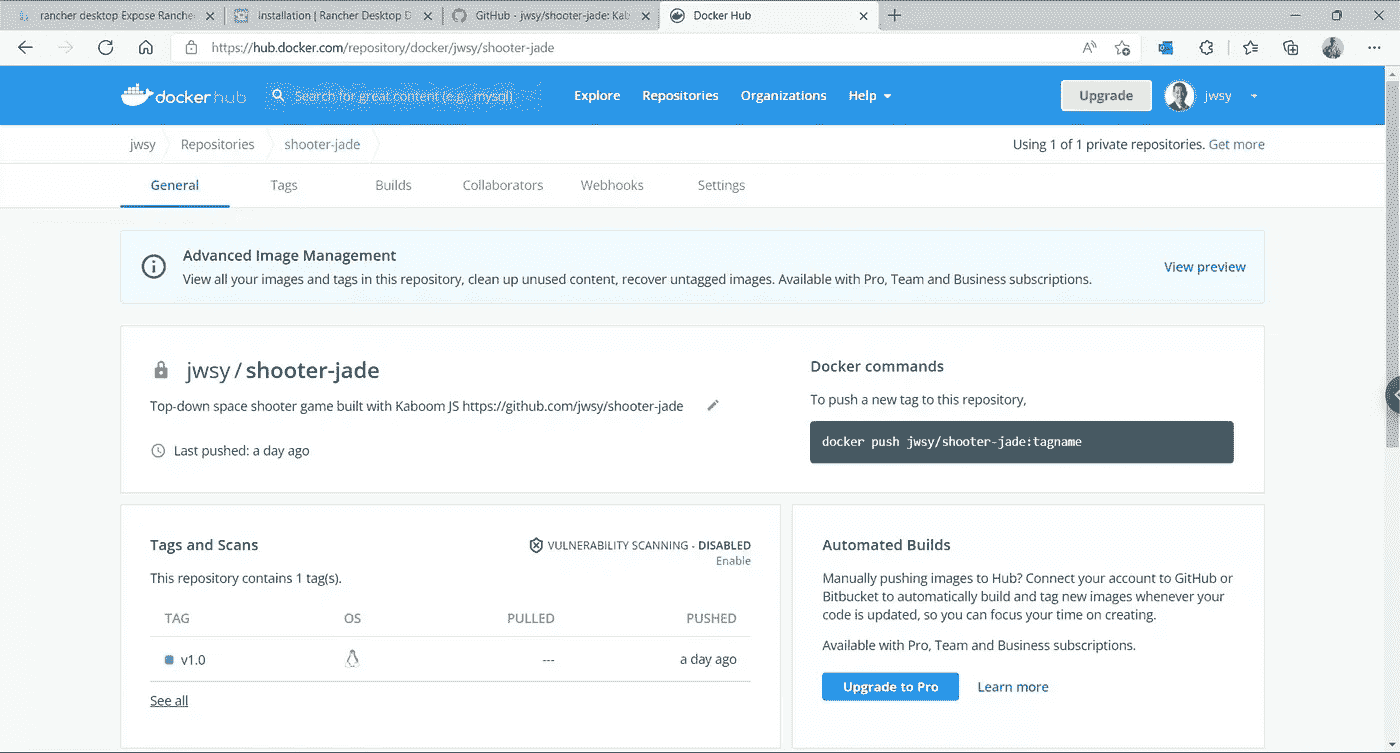 rancher desktop Expose Ranche
Installation | Rancher Desktop D
GitHub - jwsy/shooter-jade: Kab
Docker Hub
https://hub.docker.com/repository/docker/jwsy/shooter-jade
docker hub
Search for great content (e.g., mysql)
Explore
Repositories
Organizations
Help
Upgrade
jwsy
jwsy
Repositories
shooter-jade
Using 1 of 1 private repositories. Get more
General
Tags
Builds
Collaborators
Webhooks
Settings
Advanced Image Management
View all your images and tags in this repository, clean up unused content, recover untagged images. Available with Pro, Team and Business subscriptions.
View preview
jwsy / shooter-jade
Top-down space shooter game built with Kaboom JS https://github.com/jwsy/shooter-jade
Last pushed: a day ago
Docker commands
To push a new tag to this repository,
docker push jwsy/shooter-jade:tagname
Tags and Scans
VULNERABILITY SCANNING - DISABLED
Enable
This repository contains 1 tag(s).
TAG
OS
PULLED
PUSHED
v1.0
---
a day ago
See all
Automated Builds
Manually pushing images to Hub? Connect your account to GitHub or
Bitbucket to automatically build and tag new images whenever your
code is updated, so you can focus your time on creating.
Available with Pro, Team and Business subscriptions.
Upgrade to Pro
Learn more